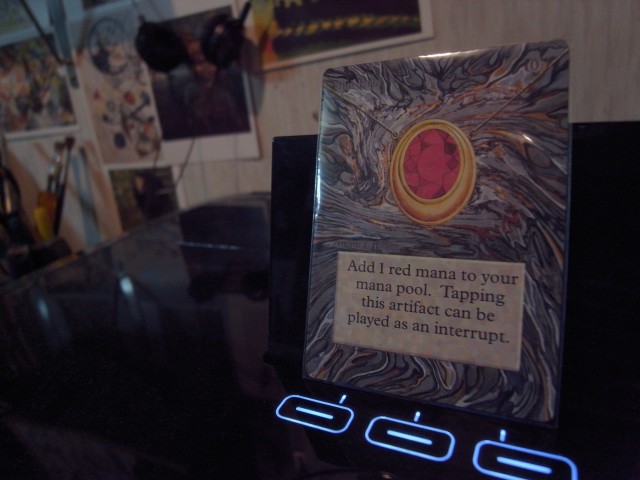 Add 1 red mana to your
mana pool. Tapping
this artifact can be
played as an interrupt.